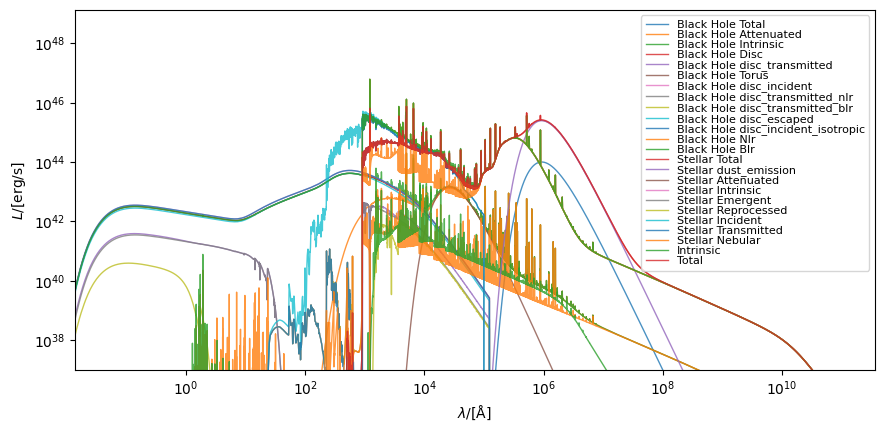 10^48
10^46
10^44
10^42
10^40
10^38
L/[erg/s]
10^0
10^2
10^4
10^6
10^8
10^10
λ/[Å]
Black Hole Total
Black Hole Attenuated
Black Hole Intrinsic
Black Hole Disc
Black Hole disc_transmitted
Black Hole Torus
Black Hole disc_incident
Black Hole disc_transmitted_nlr
Black Hole disc_transmitted_blr
Black Hole disc_escaped
Black Hole disc_incident_isotropic
Black Hole Nlr
Black Hole Blr
Stellar Total
Stellar dust_emission
Stellar Attenuated
Stellar Intrinsic
Stellar Emergent
Stellar Reprocessed
Stellar Incident
Stellar Transmitted
Stellar Nebular
Intrinsic
Total